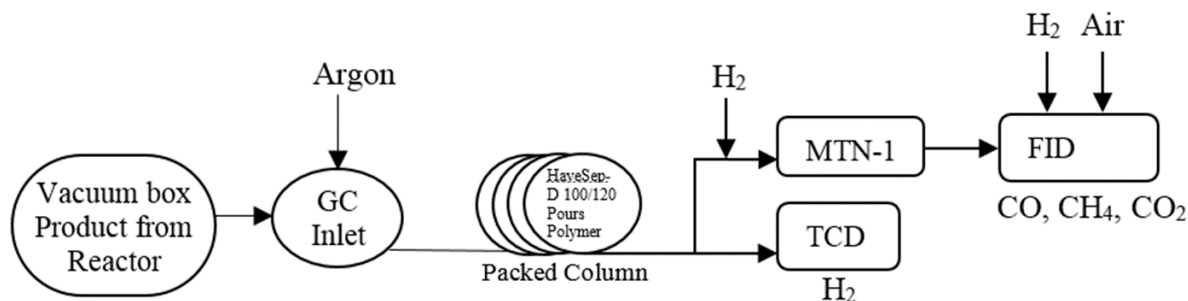 Vacuum box
Product from
Reactor
Argon
GC
Inlet
HayeSep-
D 100/120
Pours
Polymer
Packed Column
H₂
MTN-1
TCD
H₂
H₂ Air
FID
CO, CH₄, CO₂